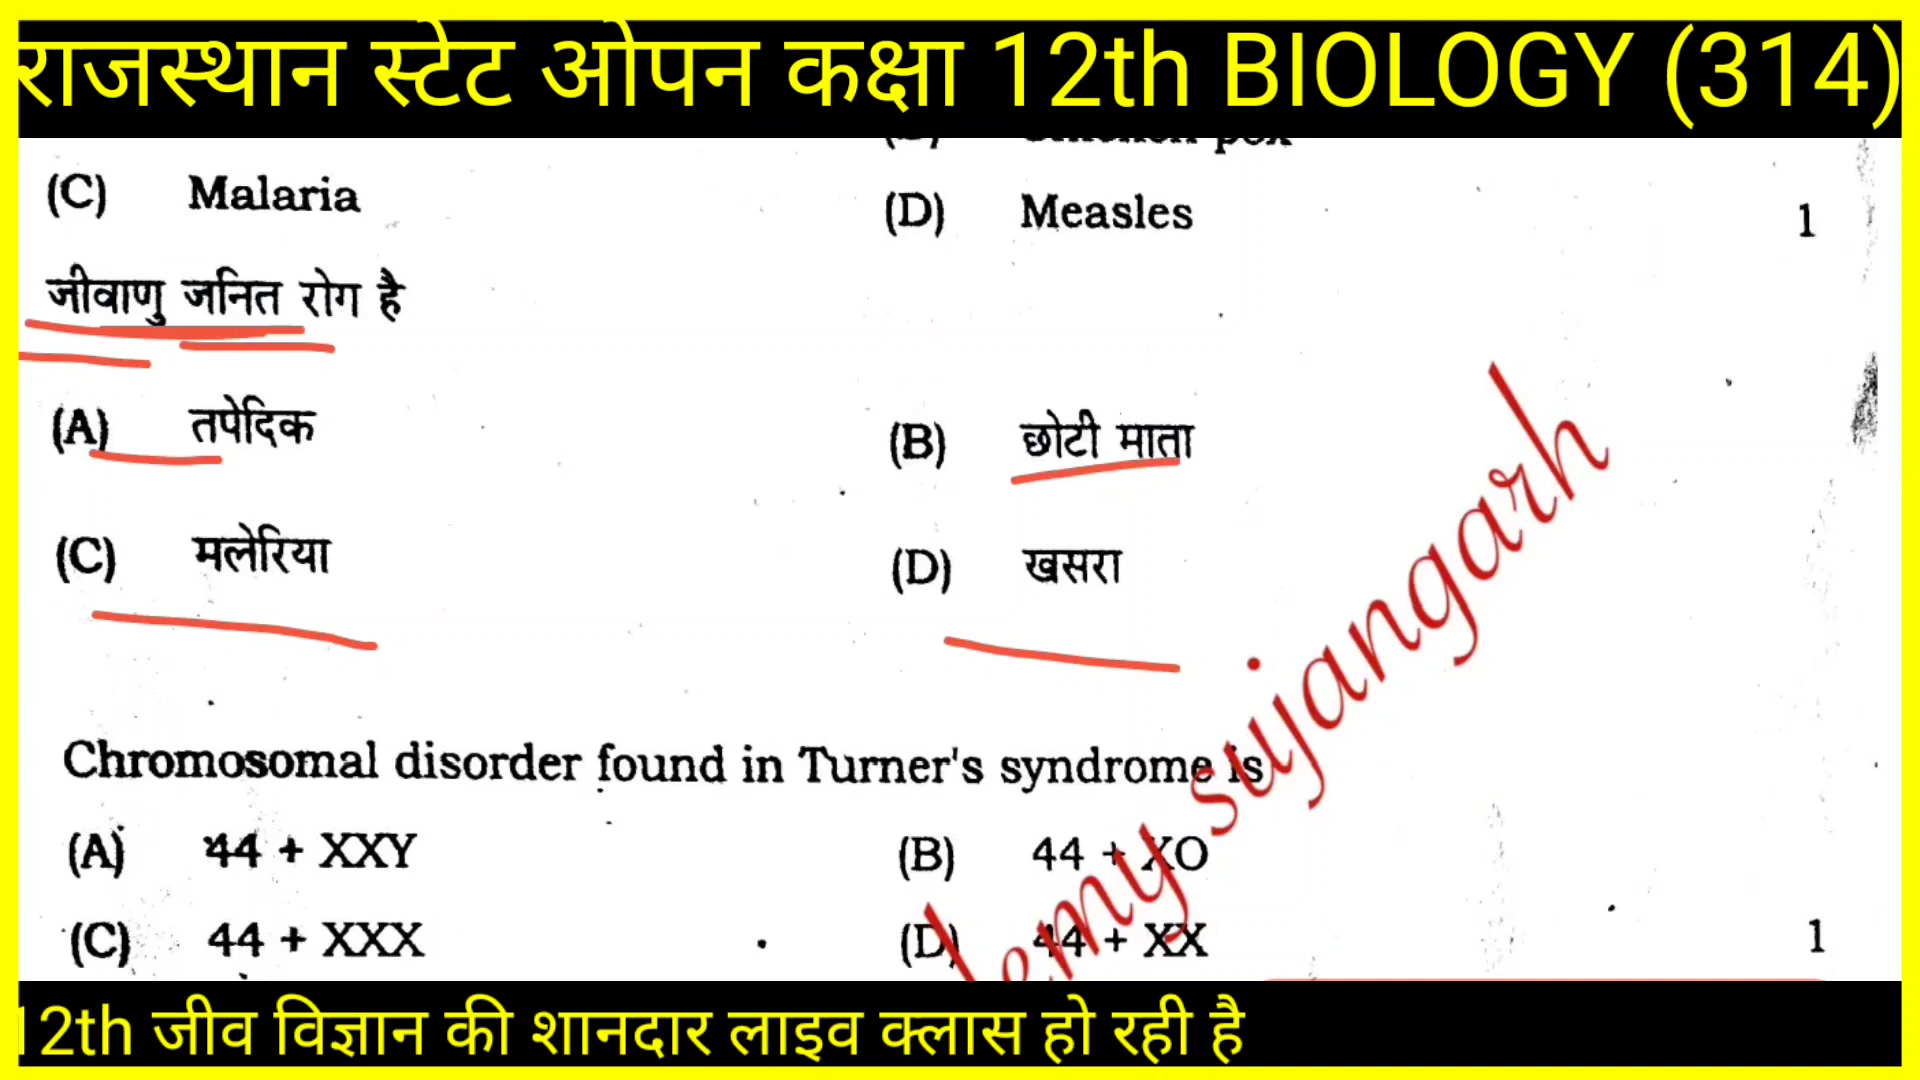 राजस्थान स्टेट ओपन कक्षा 12th BIOLOGY (314)
(C) Malaria (D) Measles 1
जीवाणु जनित रोग है
(A) तपेदिक (B) छोटी माता
(C) मलेरिया (D) खसरा
Chromosomal disorder found in Turner's syndrome is
(A) 44 + XXY (B) 44 + XO
(C) 44 + XXX (D) 44 + XX 1
sujangarh
12th जीव विज्ञान की शानदार लाइव क्लास हो रही है